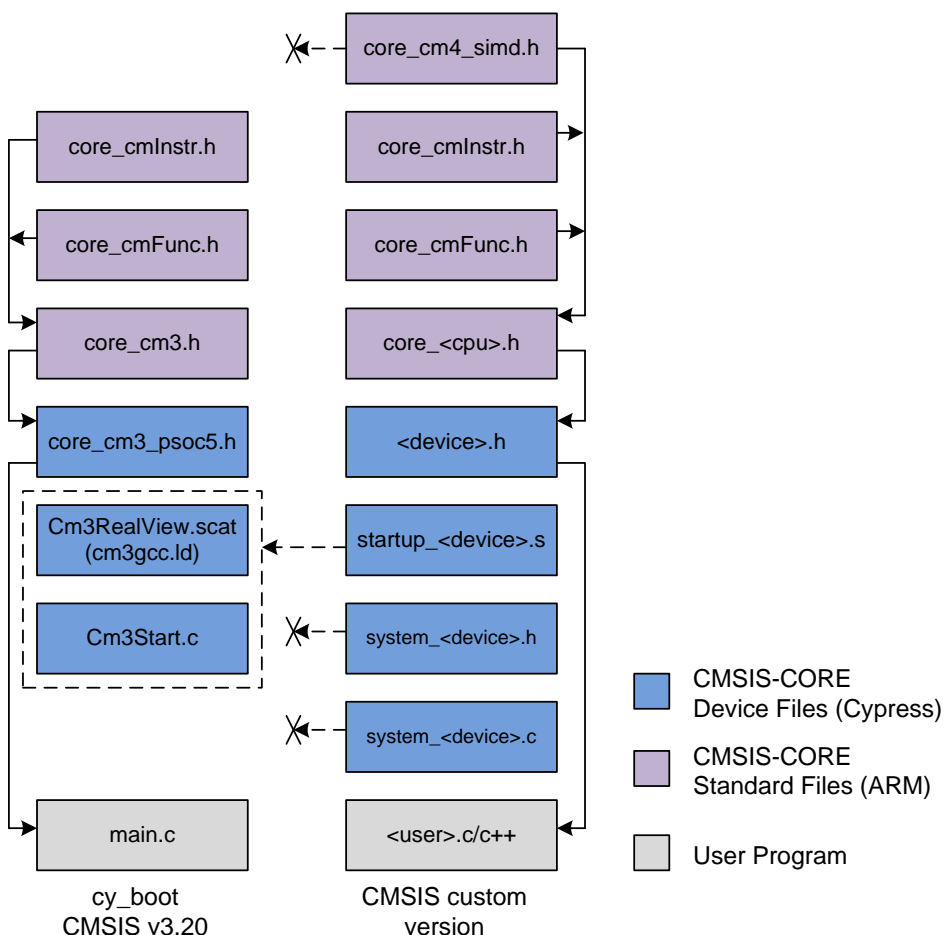 core_cm4_simd.h
core_cmInstr.h
core_cmInstr.h
core_cmFunc.h
core_cmFunc.h
core_cm3.h
core_<cpu>.h
core_cm3_psoc5.h
<device>.h
Cm3RealView.scat
(cm3gcc.ld)
startup_<device>.s
Cm3Start.c
system_<device>.h
system_<device>.c
CMSIS-CORE
Device Files (Cypress)
CMSIS-CORE
Standard Files (ARM)
main.c
<user>.c/c++
User Program
cy_boot
CMSIS v3.20
CMSIS custom
version